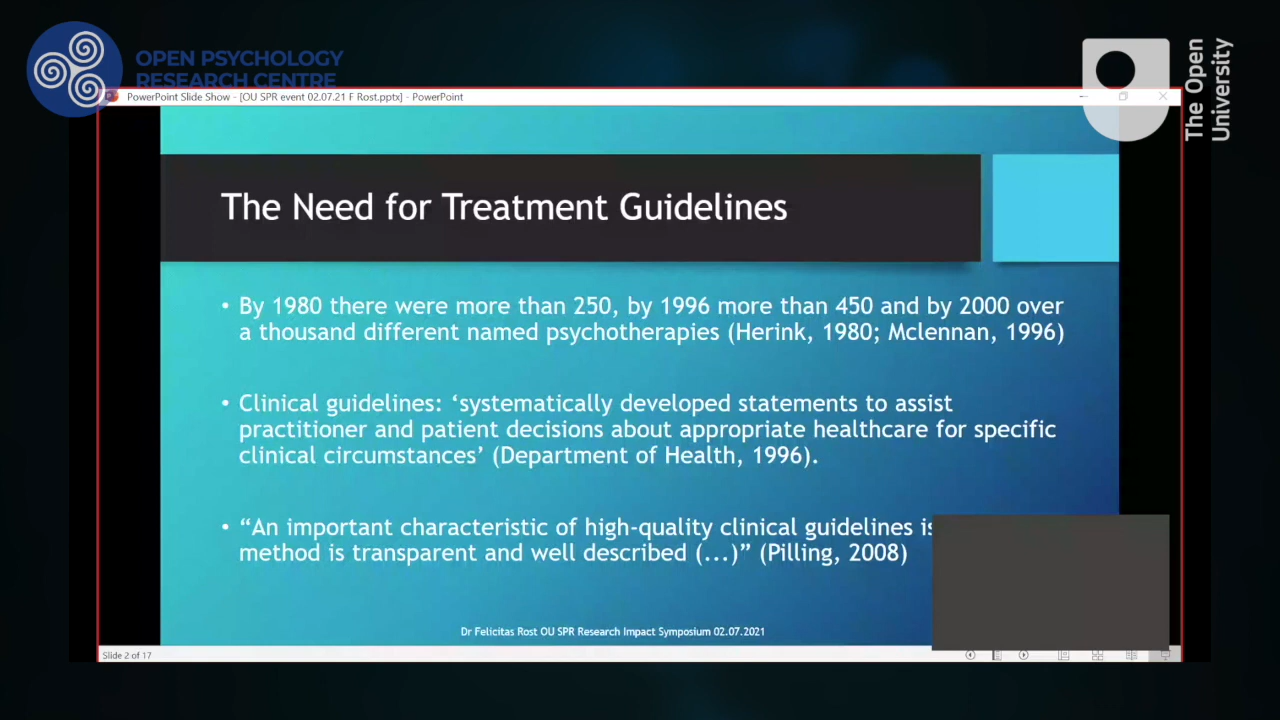 OPEN PSYCHOLOGY
RESEARCH CENTRE
The Open
University
PowerPoint Slide Show - [OU SPR event 02.07.21 F Rost.pptx] - PowerPoint
The Need for Treatment Guidelines
• By 1980 there were more than 250, by 1996 more than 450 and by 2000 over
a thousand different named psychotherapies (Herink, 1980; Mclennan, 1996)
• Clinical guidelines: ‘systematically developed statements to assist
practitioner and patient decisions about appropriate healthcare for specific
clinical circumstances’ (Department of Health, 1996).
• “An important characteristic of high-quality clinical guidelines is
method is transparent and well described (...)” (Pilling, 2008)
Dr Felicitas Rost OU SPR Research Impact Symposium 02.07.2021
Slide 2 of 17